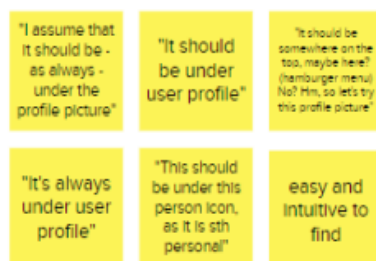 "I assume that
it should be -
as always -
under the
profile picture"
"It should
be under
user profile"
"It should be
somewhere on the
top, maybe here?
(hamburger menu)
No? Hm, so let's try
this profile picture"
"It's always
under user
profile"
"This should
be under this
person icon,
as it is sth
personal"
easy and
intuitive to
find